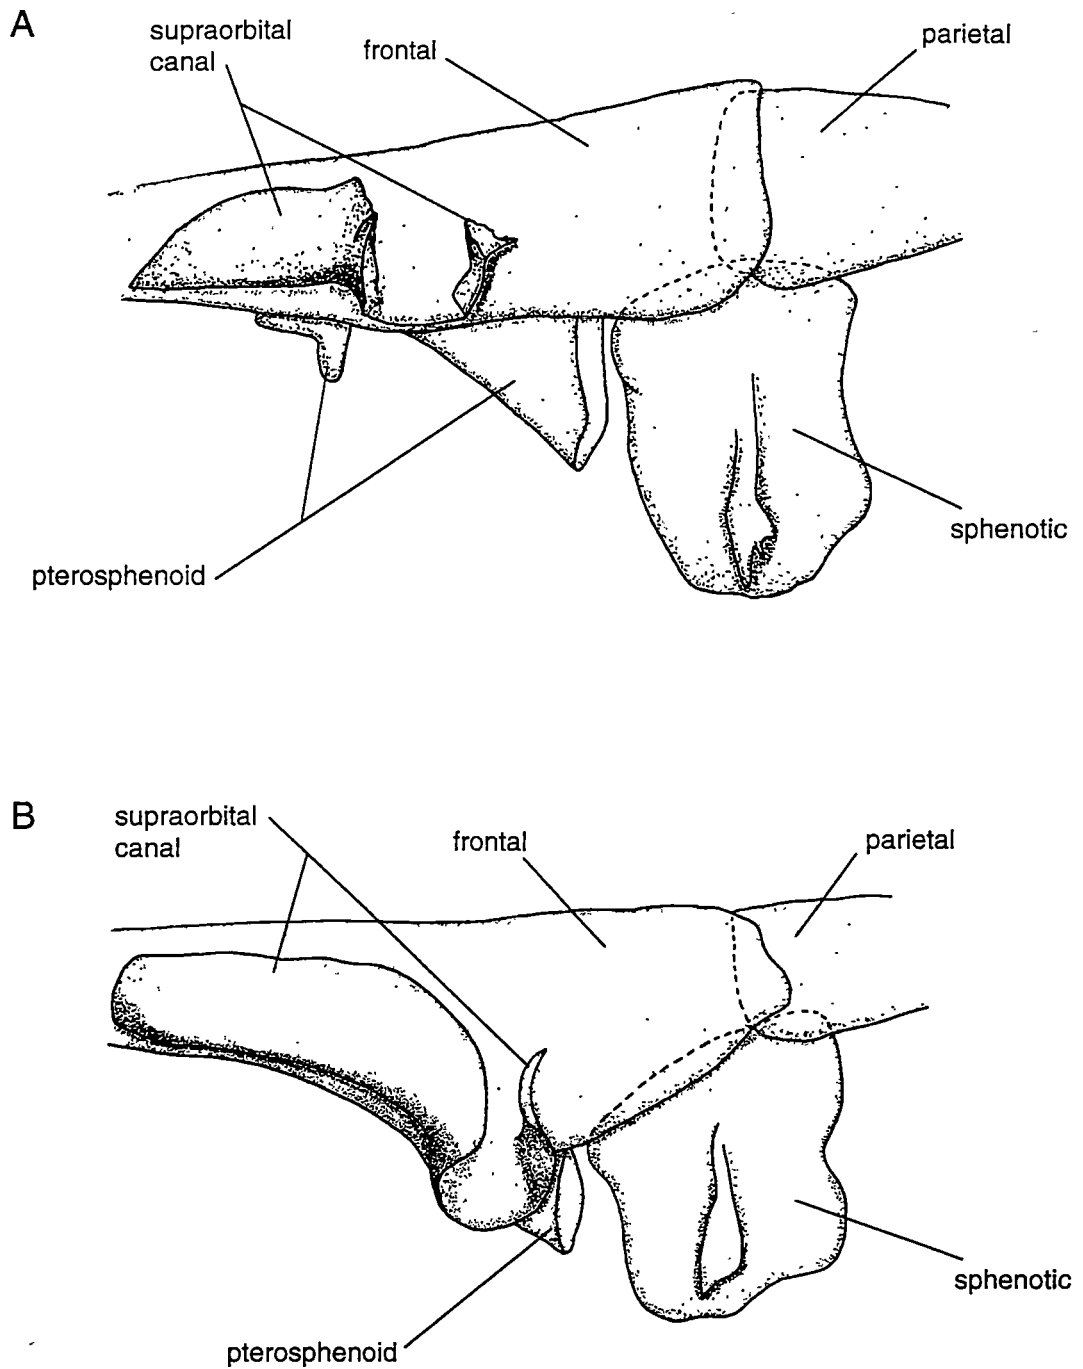 A
supraorbital
canal
frontal
parietal
sphenotic
pterosphenoid
B
supraorbital
canal
frontal
parietal
sphenotic
pterosphenoid